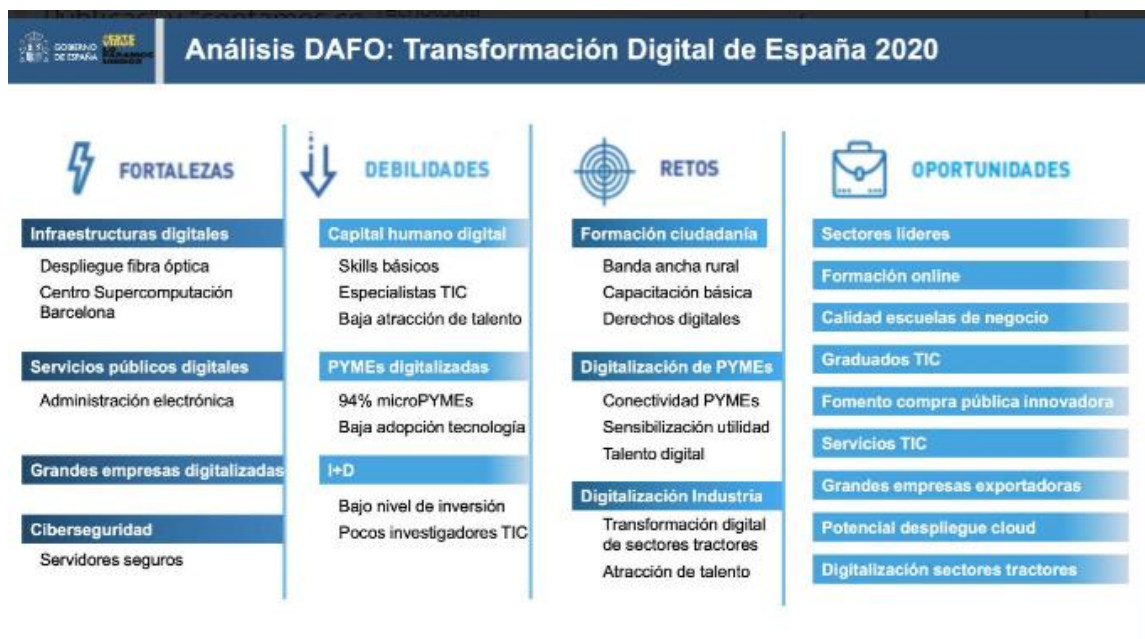 GOBIERNO
DE ESPAÑA
ESTE
VIRUS
LO
PARAMOS
UNIDOS
Análisis DAFO: Transformación Digital de España 2020
FORTALEZAS
Infraestructuras digitales
Despliegue fibra óptica
Centro Supercomputación
Barcelona
Servicios públicos digitales
Administración electrónica
Grandes empresas digitalizadas
Ciberseguridad
Servidores seguros
DEBILIDADES
Capital humano digital
Skills básicos
Especialistas TIC
Baja atracción de talento
PYMEs digitalizadas
94% microPYMEs
Baja adopción tecnología
I+D
Bajo nivel de inversión
Pocos investigadores TIC
RETOS
Formación ciudadanía
Banda ancha rural
Capacitación básica
Derechos digitales
Digitalización de PYMEs
Conectividad PYMEs
Sensibilización utilidad
Talento digital
Digitalización Industria
Transformación digital
de sectores tractores
Atracción de talento
OPORTUNIDADES
Sectores líderes
Formación online
Calidad escuelas de negocio
Graduados TIC
Fomento compra pública innovadora
Servicios TIC
Grandes empresas exportadoras
Potencial despliegue cloud
Digitalización sectores tractores